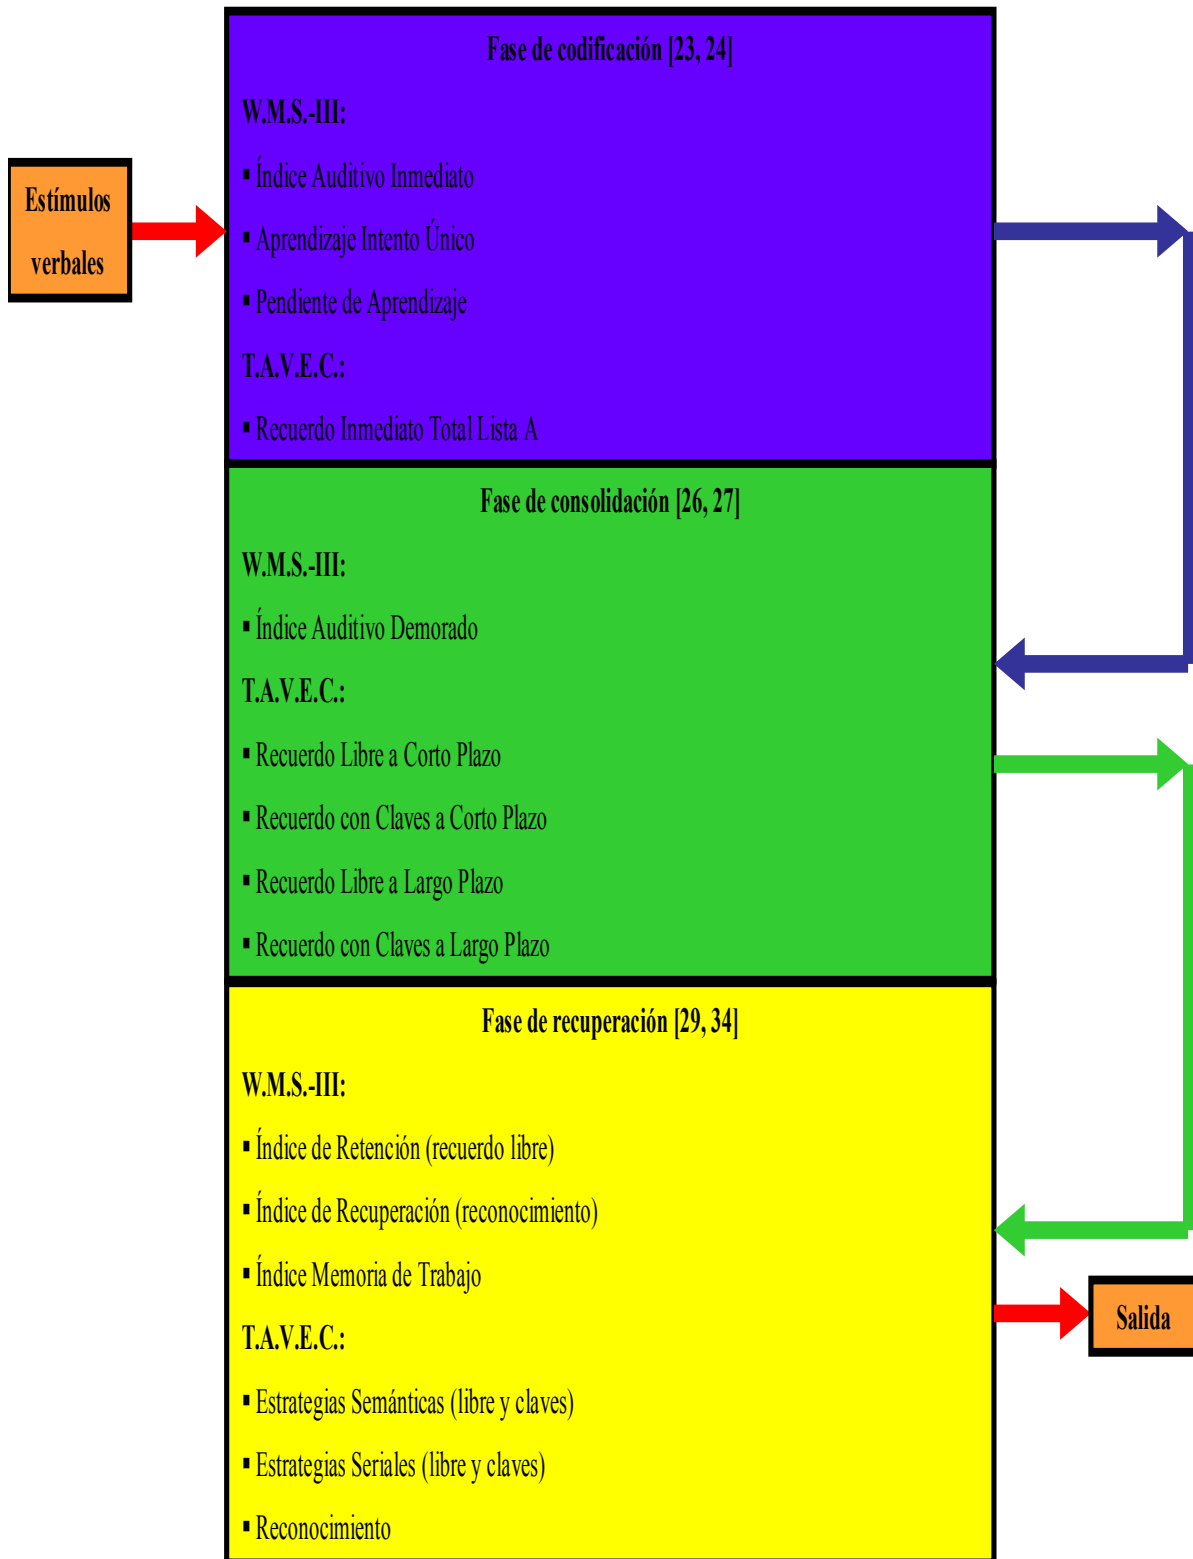 Estímulos
verbales
Fase de codificación [23, 24]
W.M.S.-III:
▪ Índice Auditivo Inmediato
▪ Aprendizaje Intento Único
▪ Pendiente de Aprendizaje
T.A.V.E.C.:
▪ Recuerdo Inmediato Total Lista A
Fase de consolidación [26, 27]
W.M.S.-III:
▪ Índice Auditivo Demorado
T.A.V.E.C.:
▪ Recuerdo Libre a Corto Plazo
▪ Recuerdo con Claves a Corto Plazo
▪ Recuerdo Libre a Largo Plazo
▪ Recuerdo con Claves a Largo Plazo
Fase de recuperación [29, 34]
W.M.S.-III:
▪ Índice de Retención (recuerdo libre)
▪ Índice de Recuperación (reconocimiento)
▪ Índice Memoria de Trabajo
T.A.V.E.C.:
▪ Estrategias Semánticas (libre y claves)
▪ Estrategias Seriales (libre y claves)
▪ Reconocimiento
Salida